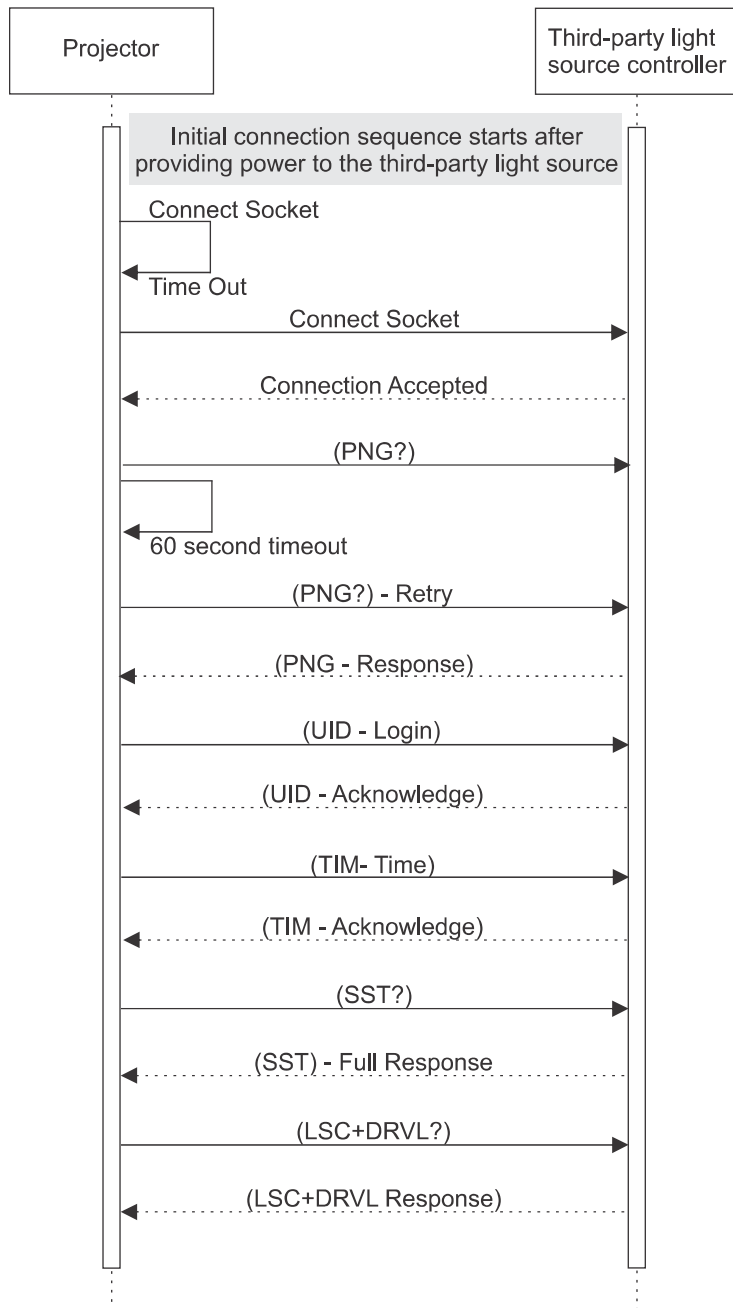 Projector
Third-party light
source controller
Initial connection sequence starts after
providing power to the third-party light source
Connect Socket
Time Out
Connect Socket
Connection Accepted
(PNG?)
60 second timeout
(PNG?) - Retry
(PNG - Response)
(UID - Login)
(UID - Acknowledge)
(TIM- Time)
(TIM - Acknowledge)
(SST?)
(SST) - Full Response
(LSC+DRVL?)
(LSC+DRVL Response)